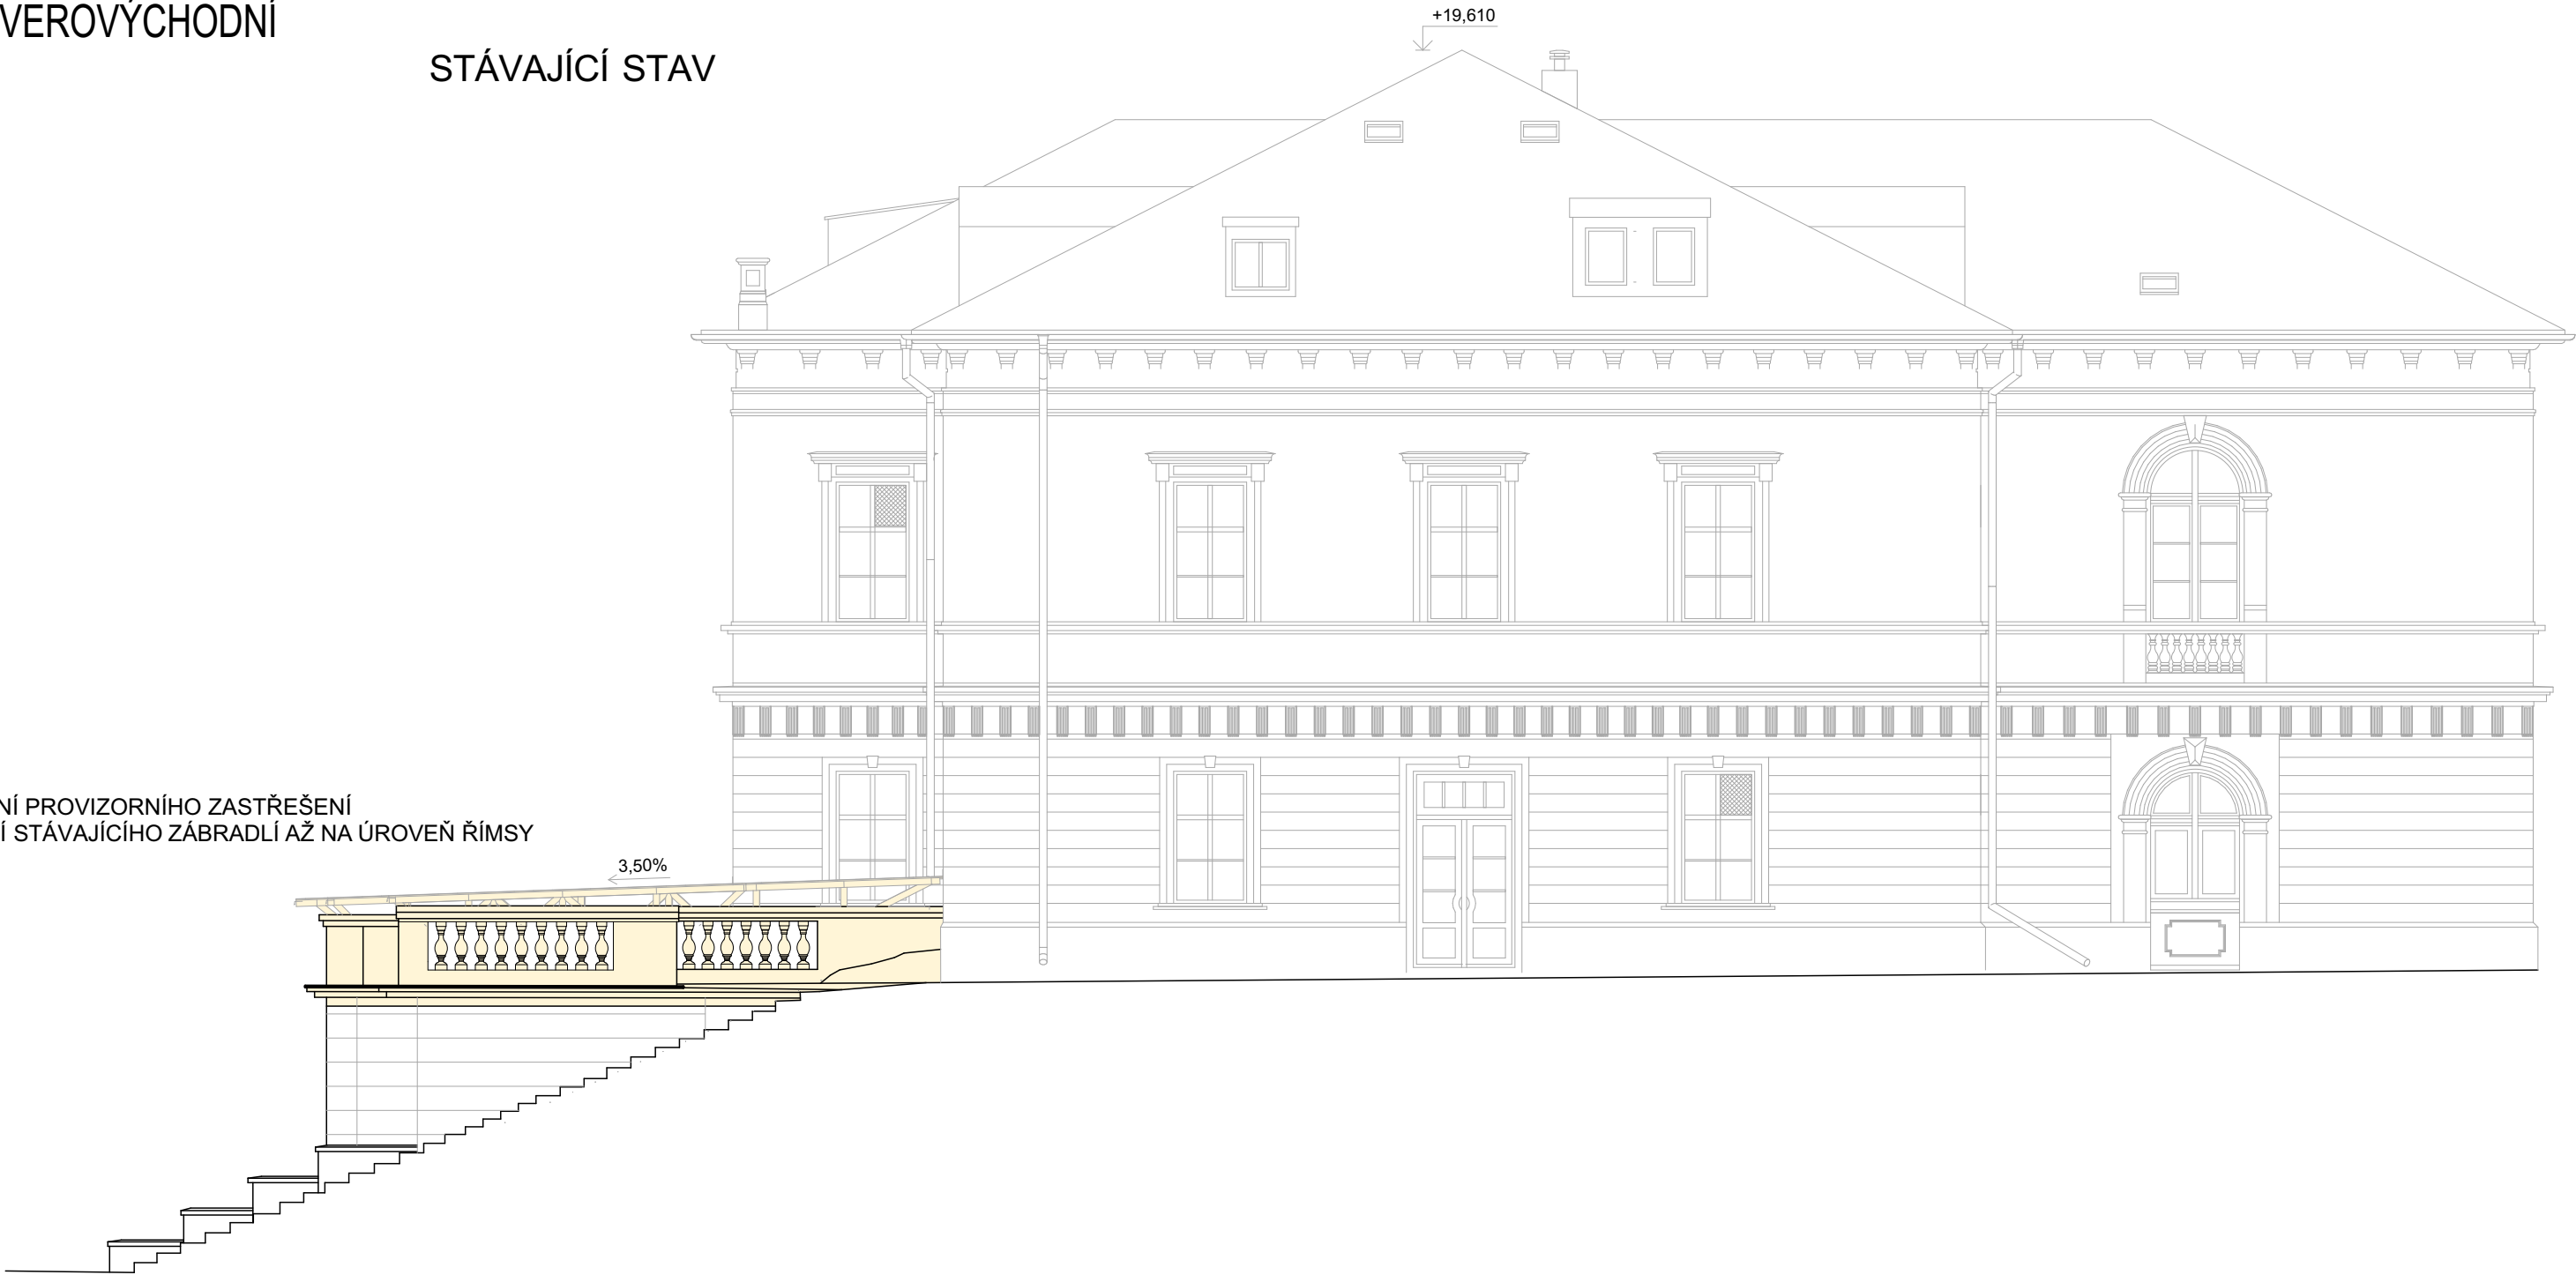 VEROVÝCHODNÍ
STÁVAJÍCÍ STAV
+19,610
NÍ PROVIZORNÍHO ZASTŘEŠENÍ
Í STÁVAJÍCÍHO ZÁBRADLÍ AŽ NA ÚROVEŇ ŘÍMSY
3,50%